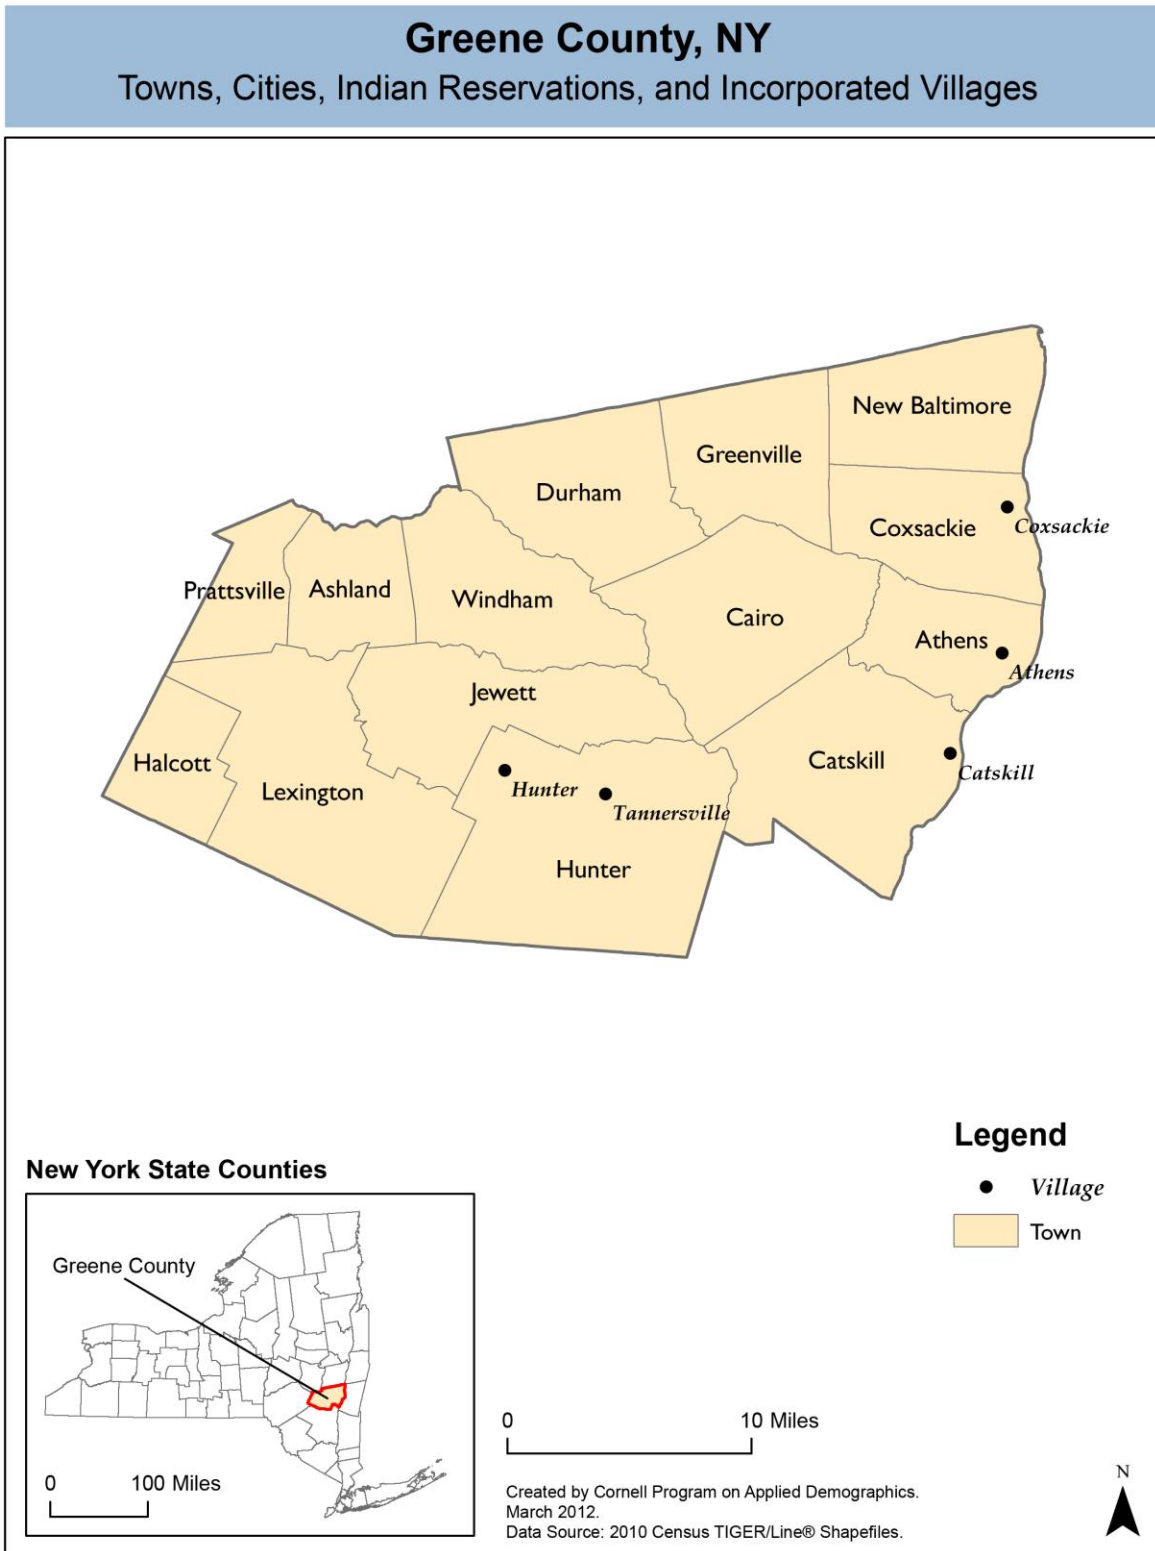 Greene County, NY
Towns, Cities, Indian Reservations, and Incorporated Villages
New Baltimore
Greenville
Durham
Coxsackie
Coxsackie
Prattsville
Ashland
Windham
Cairo
Athens
Athens
Jewett
Halcott
Lexington
Hunter
Tannersville
Catskill
Catskill
Hunter
Legend
Village
Town
New York State Counties
Greene County
0
100 Miles
0
10 Miles
Created by Cornell Program on Applied Demographics.
March 2012.
Data Source: 2010 Census TIGER/Line® Shapefiles.
N